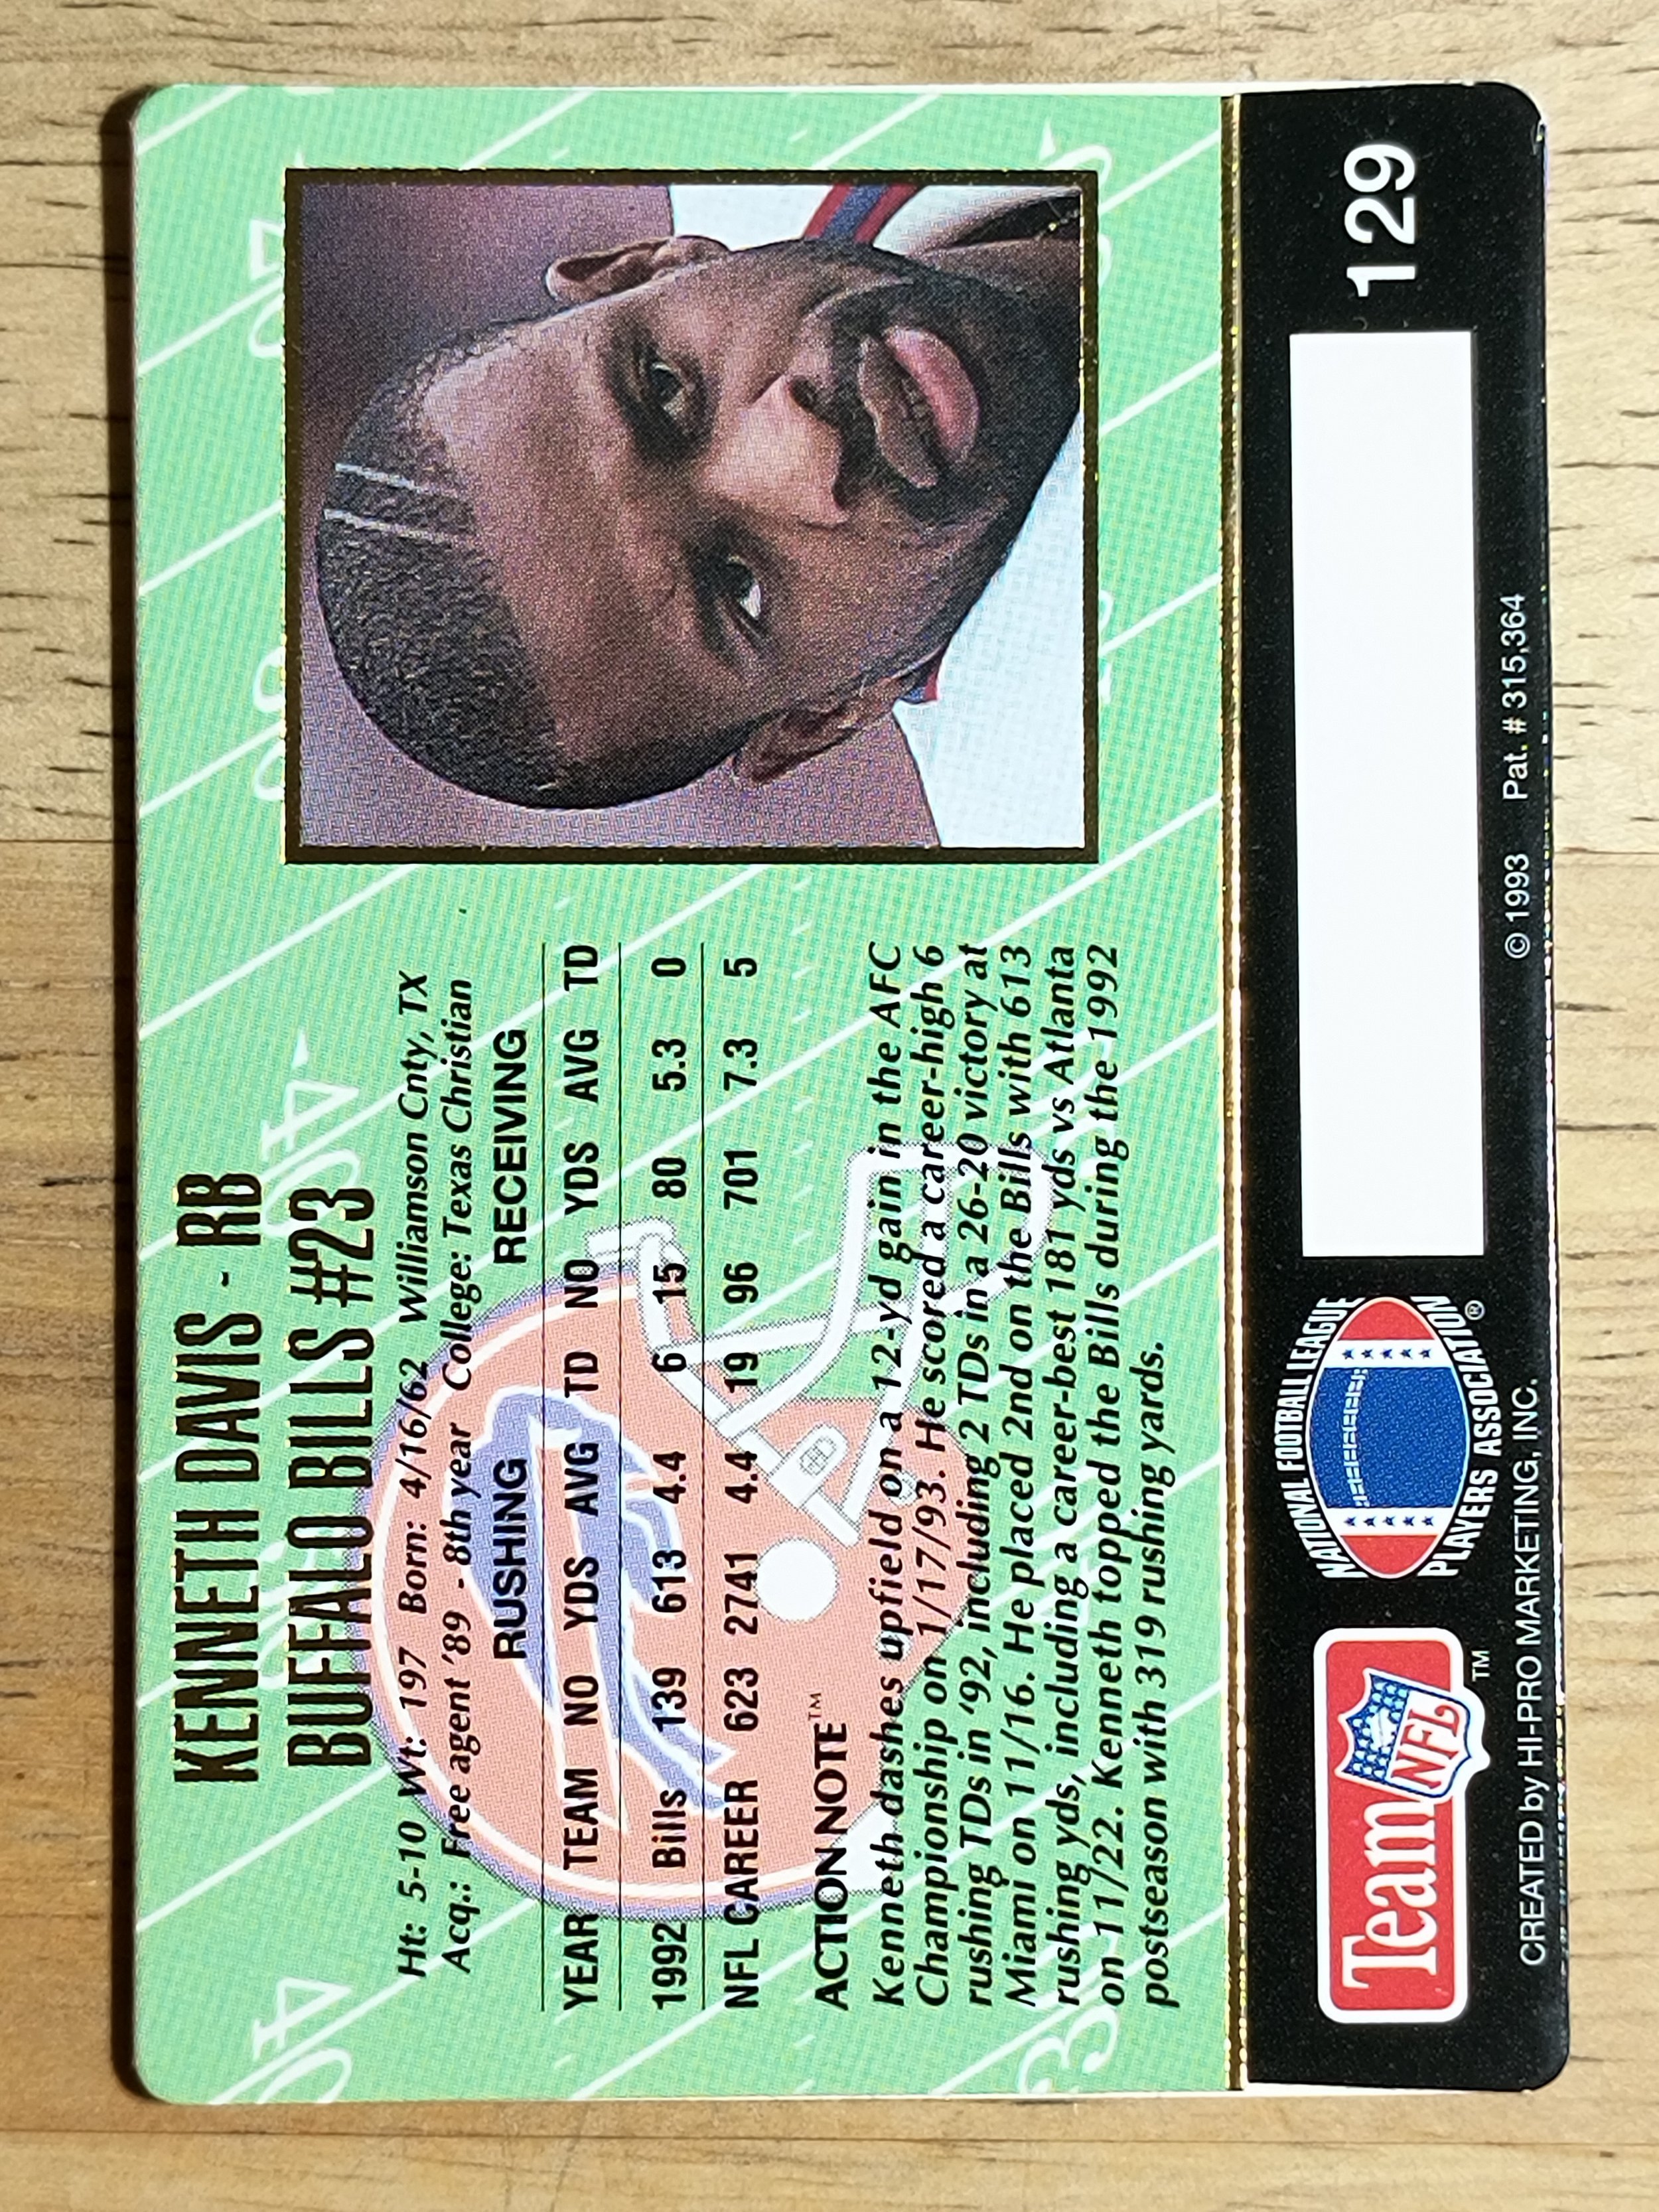 KENNETH DAVIS - RB
BUFFALO BILLS #23
Ht: 5-10 Wt: 197 Born: 4/16/62 Williamson Cnty, TX
Acq.: Free agent '89 - 8th year College: Texas Christian
RUSHING RECEIVING
YEAR TEAM NO YDS AVG TD NO YDS AVG TD
1992 Bills 139 613 4.4 6 15 80 5.3 0
NFL CAREER 623 2741 4.4 19 96 701 7.3 5
ACTION NOTE™
Kenneth dashes upfield on a 12-yd gain in the AFC
Championship on 1/17/93. He scored a career-high 6
rushing TDs in '92, including 2 TDs in a 26-20 victory at
Miami on 11/16. He placed 2nd on the Bills with 613
rushing yds, including a career-best 181 yds vs Atlanta
on 11/22. Kenneth topped the Bills during the 1992
postseason with 319 rushing yards.
Team NFL ™
NATIONAL FOOTBALL LEAGUE
PLAYERS ASSOCIATION ®
129
CREATED by HI-PRO MARKETING, INC. © 1993 Pat. # 315,364